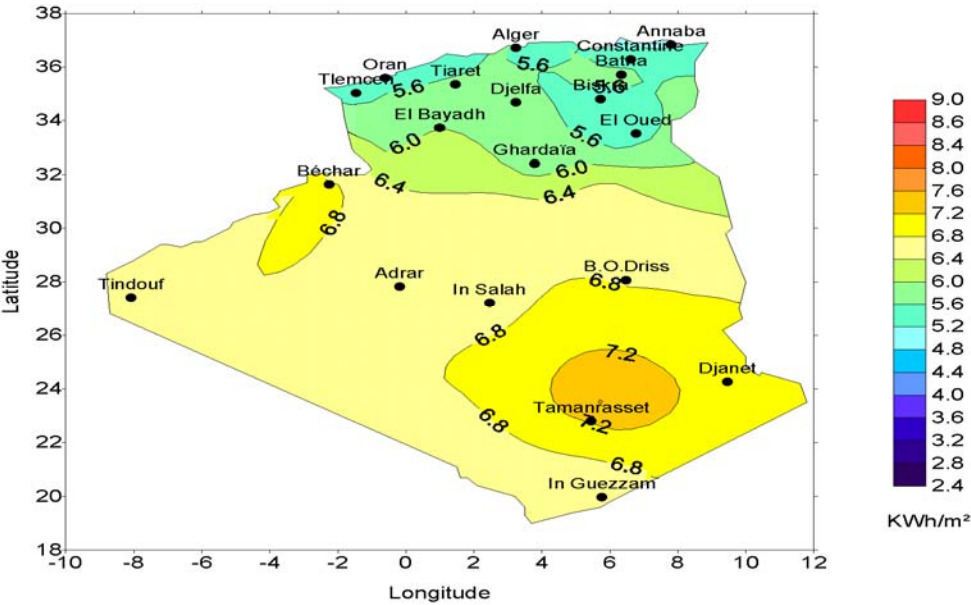 38
36
34
32
30
28
26
24
22
20
18
Latitude
-10 -8 -6 -4 -2 0 2 4 6 8 10 12
Longitude
Alger
Annaba
Constantine
Oran
Batna
Tlemcen
Tiaret
Biskra
Djelfa
El Bayadh
El Oued
Ghardaïa
Béchar
Tindouf
Adrar
In Salah
B.O.Driss
Djanet
Tamanrasset
In Guezzam
5.6
5.6
5.6
5.6
6.0
6.0
6.4
6.4
6.8
6.8
6.8
7.2
7.2
6.8
6.8
9.0
8.6
8.4
8.0
7.6
7.2
6.8
6.4
6.0
5.6
5.2
4.8
4.4
4.0
3.6
3.2
2.8
2.4
KWh/m²